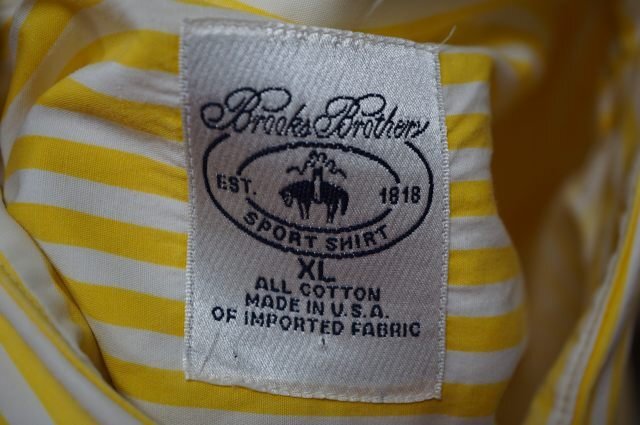 Brooks Brothers
EST. 1818
SPORT SHIRT
XL
ALL COTTON
MADE IN U.S.A.
OF IMPORTED FABRIC